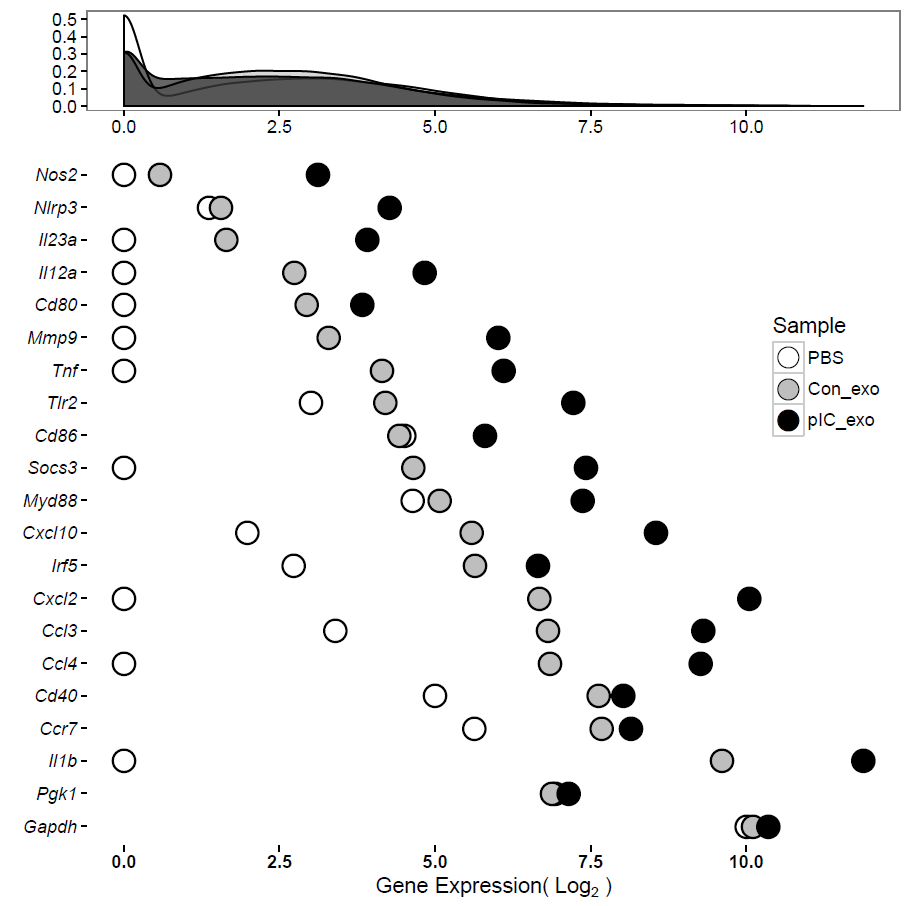 0.5
0.4
0.3
0.2
0.1
0.0
0.0 2.5 5.0 7.5 10.0
Nos2
Nlrp3
Il23a
Il12a
Cd80
Mmp9
Tnf
Tlr2
Cd86
Socs3
Myd88
Cxcl10
Irf5
Cxcl2
Ccl3
Ccl4
Cd40
Ccr7
Il1b
Pgk1
Gapdh
Sample
PBS
Con_exo
pIC_exo
0.0 2.5 5.0 7.5 10.0
Gene Expression( Log₂ )